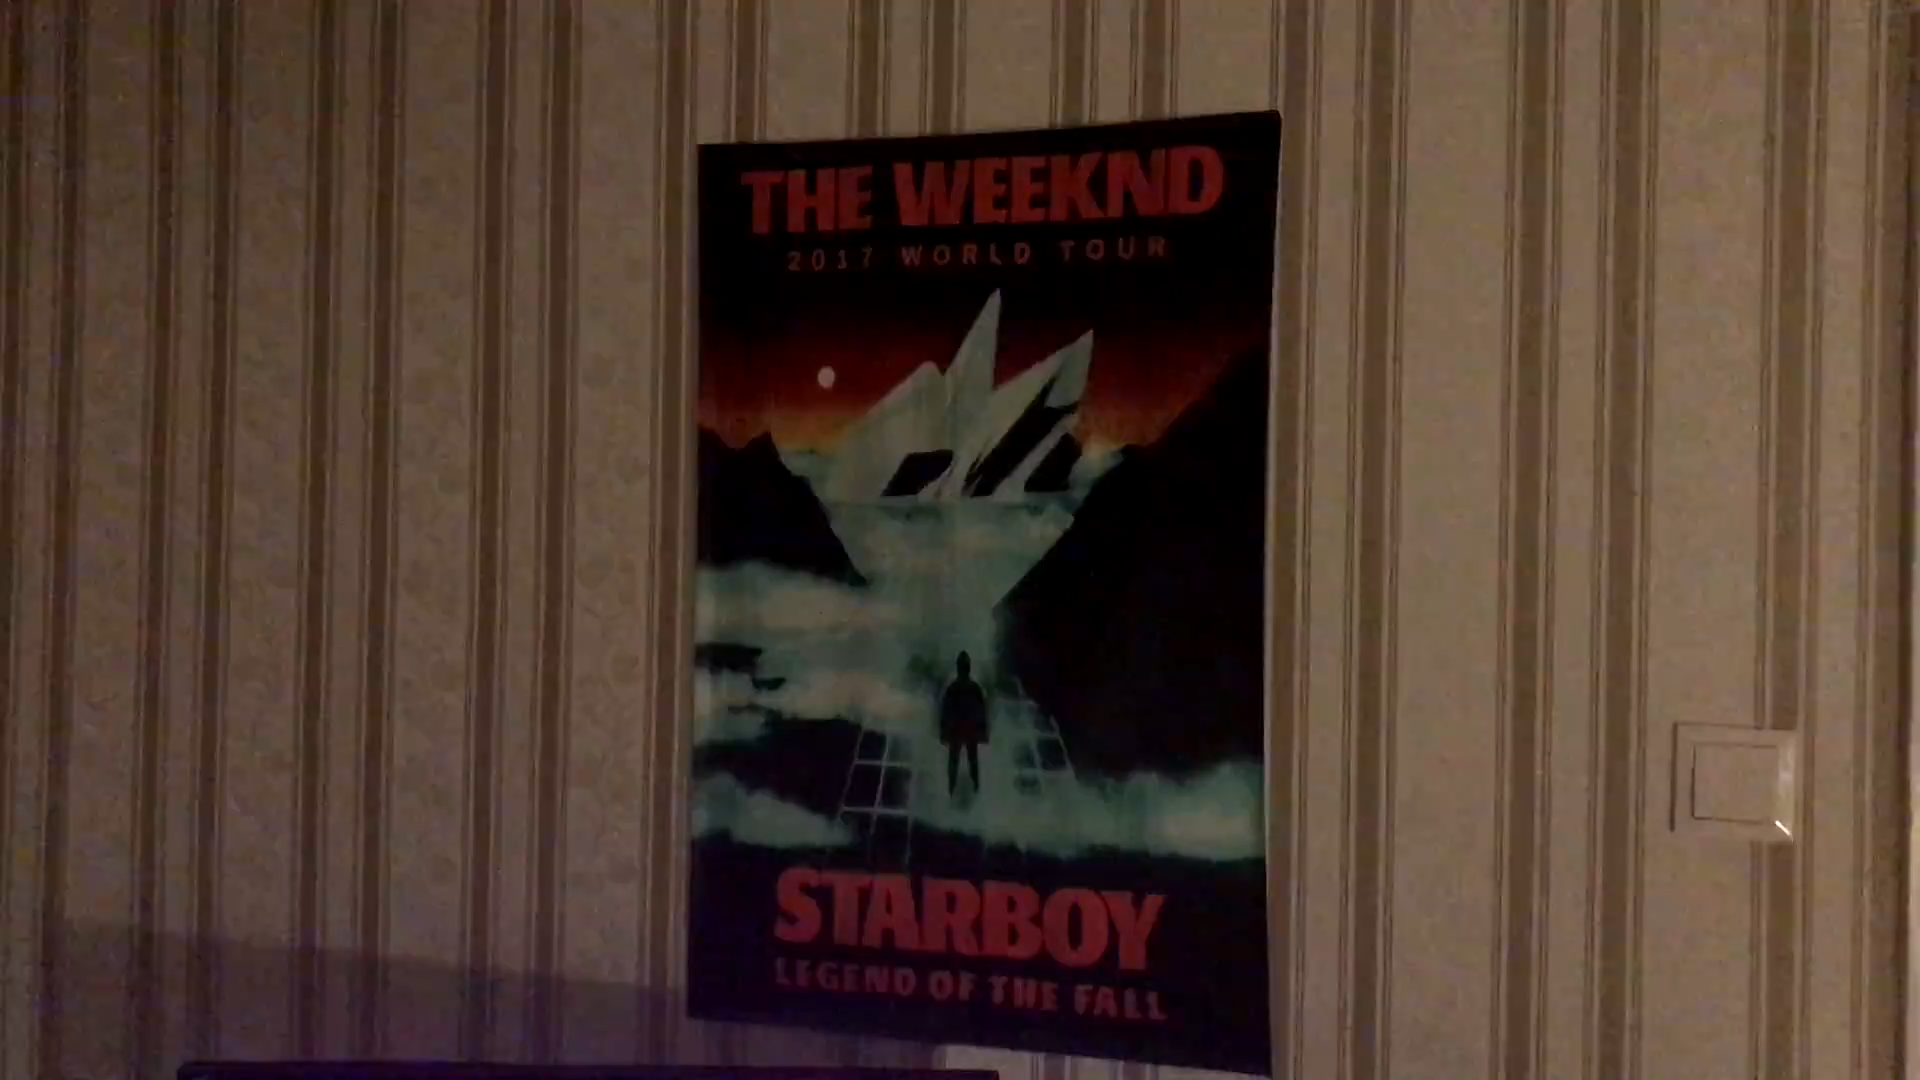 THE WEEKND
2017 WORLD TOUR
STARBOY
LEGEND OF THE FALL